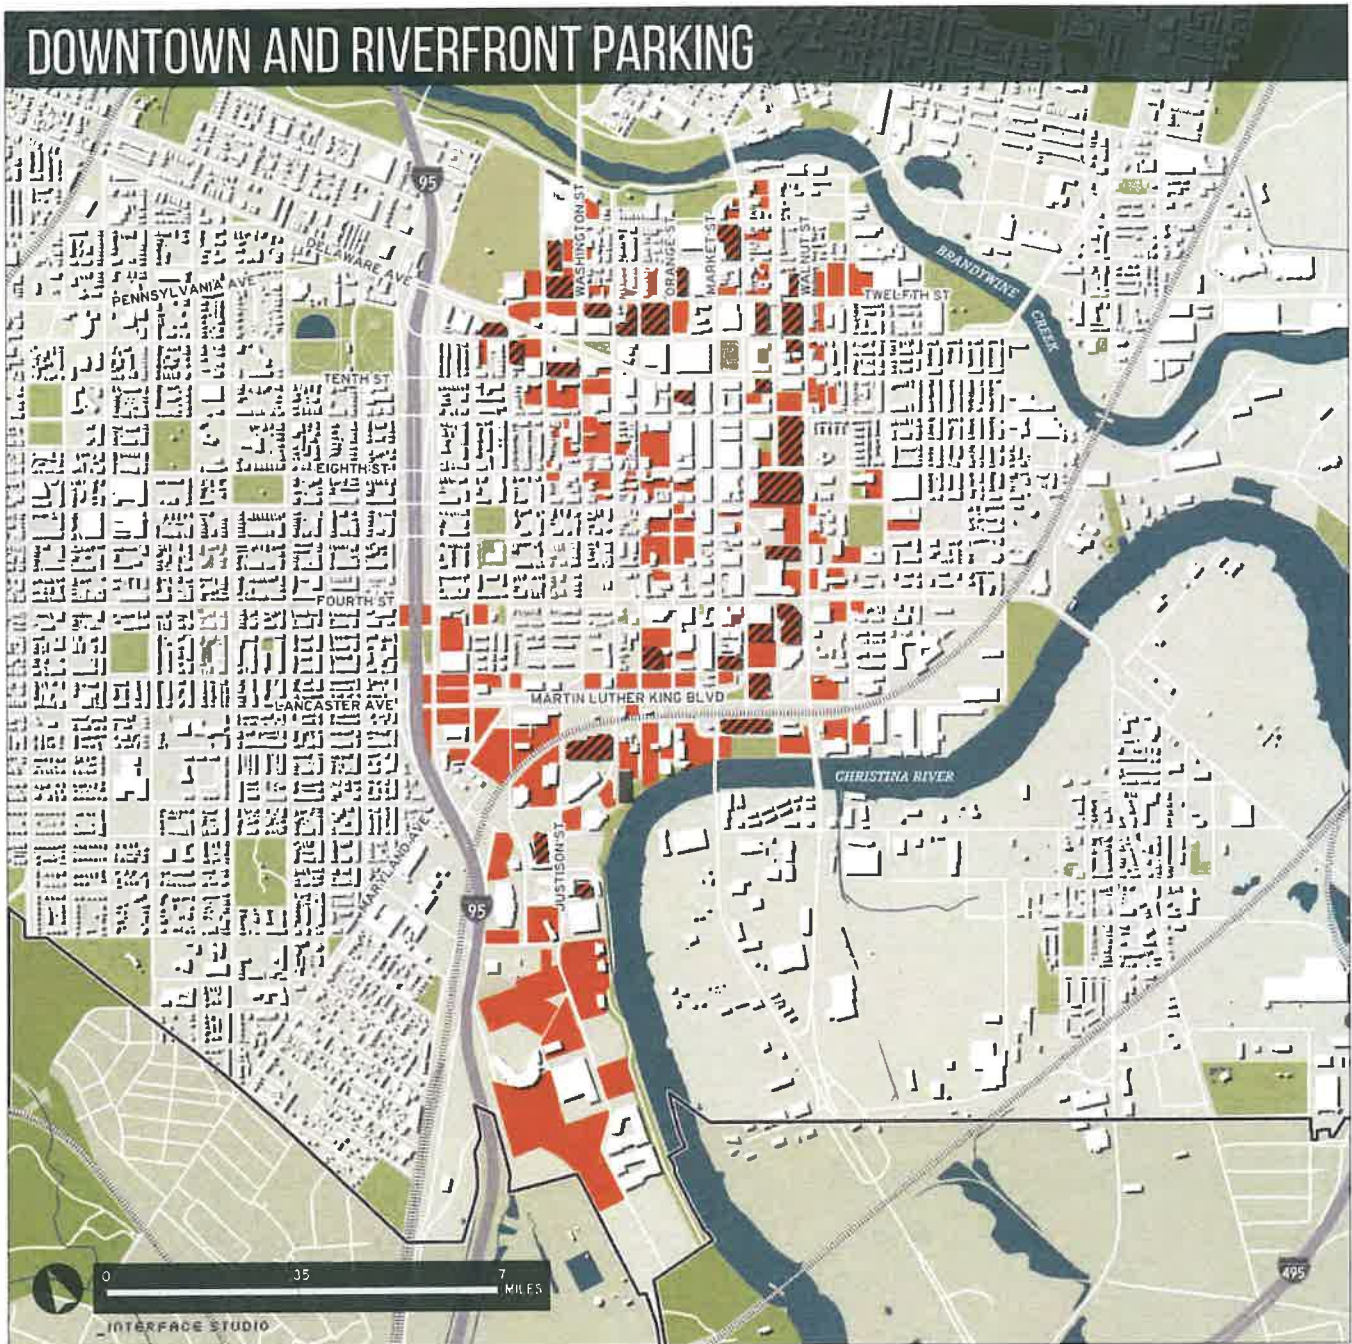 DOWNTOWN AND RIVERFRONT PARKING
95
WASHINGTON ST
ORANGE ST
MARKET ST
WALNUT ST
DELAWARE AVE
PENNSYLVANIA AVE
BRANDYWINE
CREEK
TWELFTH ST
TENTH ST
EIGHTH ST
FOURTH ST
MARTIN LUTHER KING BLVD
LANCASTER AVE
CHRISTINA RIVER
JUSTISON ST
MARYLAND AVE
95
495
0 35 7
MILES
_INTERFACE STUDIO